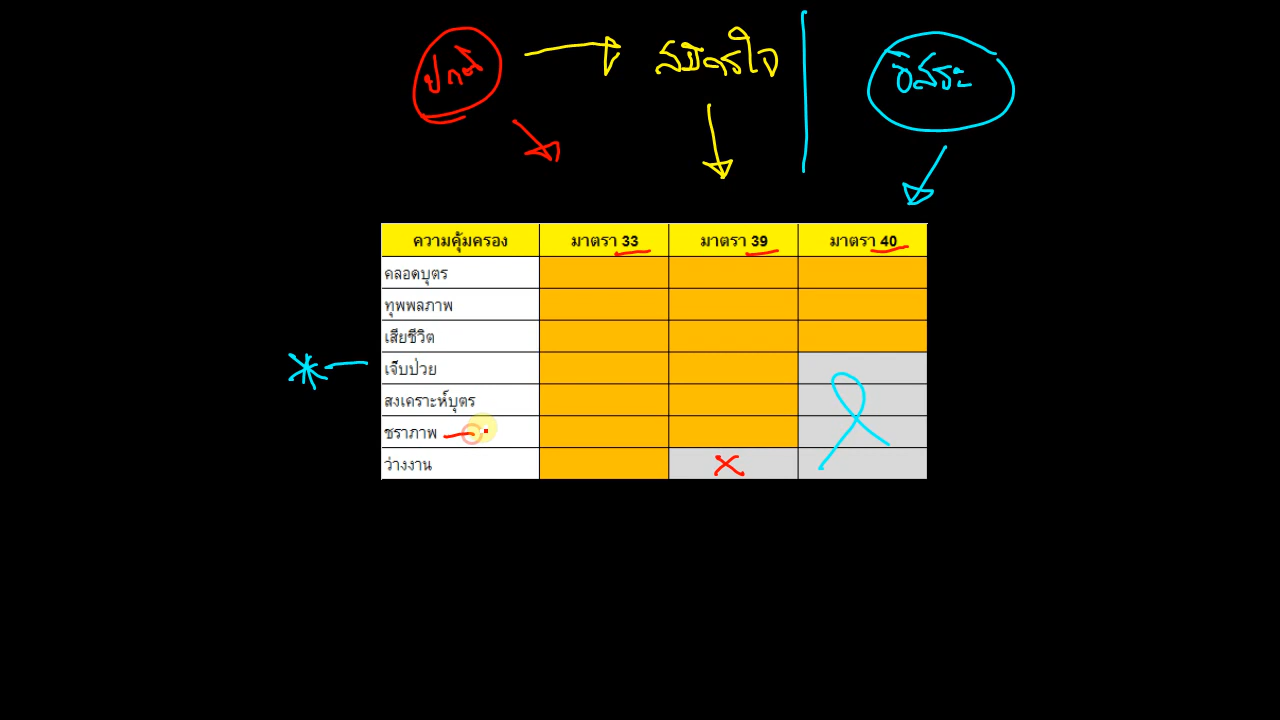 ปกติ สมัครใจ อิสระ
ความคุ้มครอง มาตรา 33 มาตรา 39 มาตรา 40
คลอดบุตร
ทุพพลภาพ
เสียชีวิต
เจ็บป่วย
สงเคราะห์บุตร
ชราภาพ
ว่างงาน